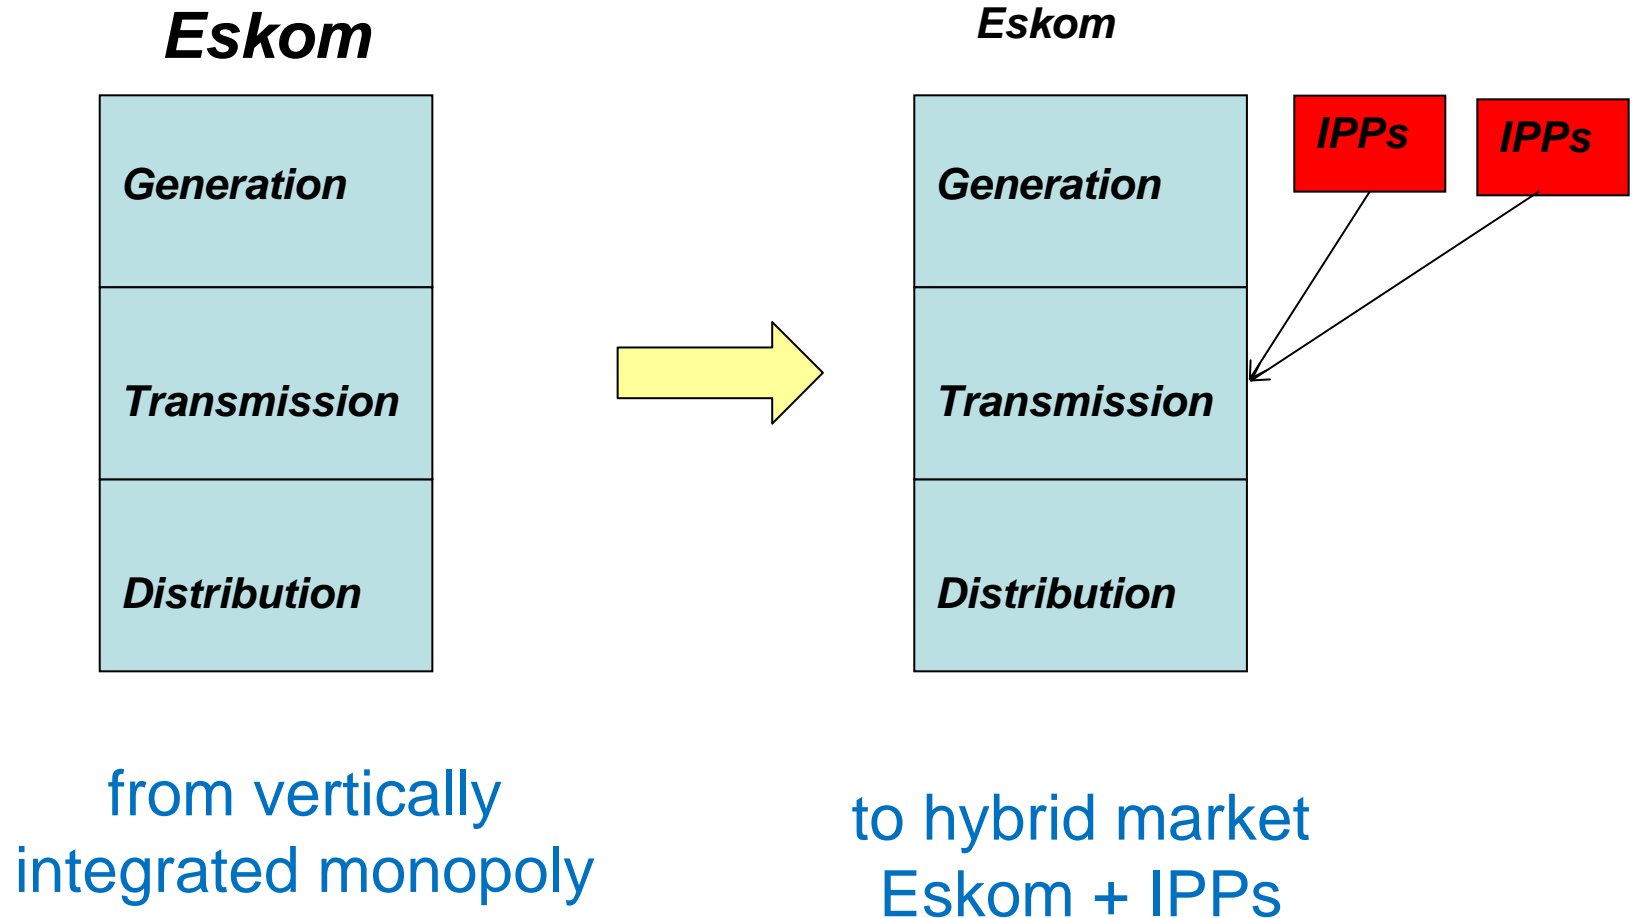 Eskom
Generation
Transmission
Distribution
from vertically
integrated monopoly
Eskom
Generation
Transmission
Distribution
IPPs
IPPs
to hybrid market
Eskom + IPPs